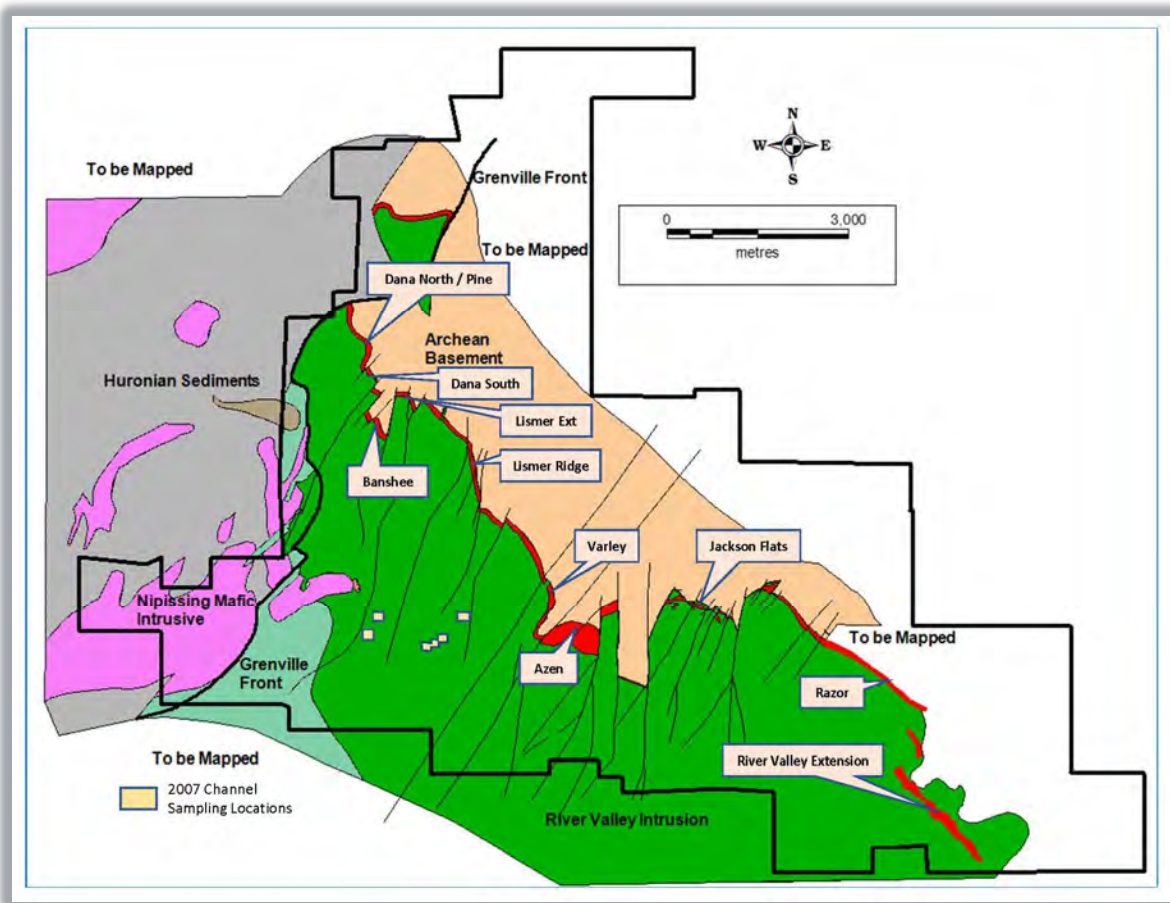 N
W E
S
To be Mapped
Grenville Front
0 3,000
metres
To be Mapped
Dana North / Pine
Archean
Basement
Huronian Sediments
Dana South
Lismer Ext
Lismer Ridge
Banshee
Varley
Jackson Flats
Nipissing Mafic
Intrusive
To be Mapped
Grenville
Front
Azen
Razor
To be Mapped
River Valley Extension
2007 Channel
Sampling Locations
River Valley Intrusion